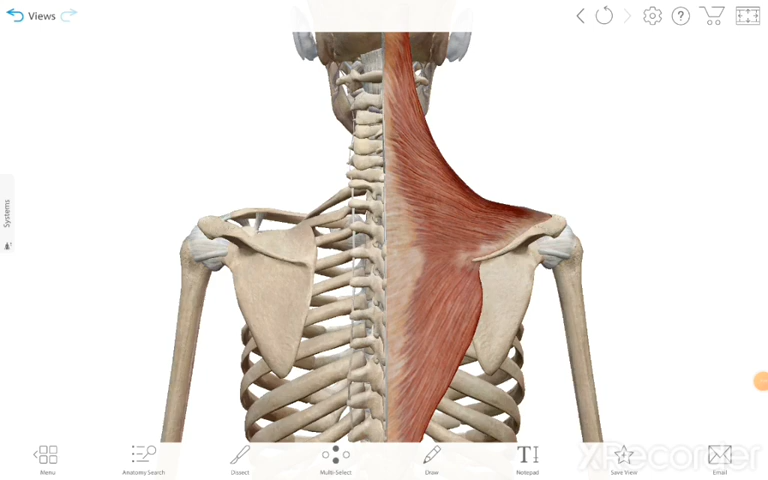 Views
Systems
Menu
Anatomy Search
Dissect
Multi-Select
Draw
Notepad
Save View
Email
XRecorder